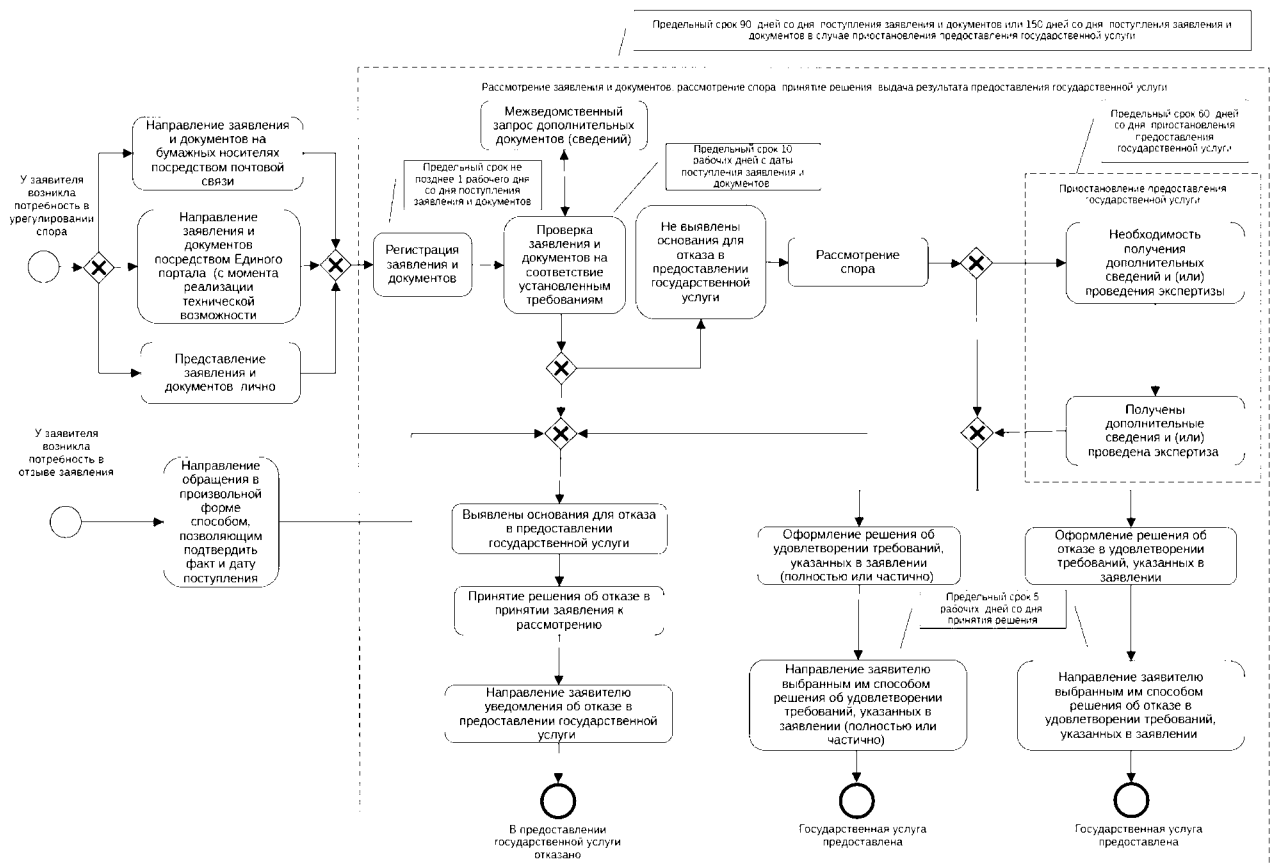 Предельный срок 90 дней со дня поступления заявления и документов или 150 дней со дня поступления заявления и
документов в случае приостановления предоставления государственной услуги
Рассмотрение заявления и документов, рассмотрение спора принятие решения выдача результата предоставления государственной услуги
Межведомственный
запрос дополнительных
документов (сведений)
Предельный срок 60 дней
со дня приостановления
предоставления
государственной услуги
Направление заявления
и документов на
бумажных носителях
посредством почтовой
связи
Предельный срок не
позднее 1 рабочего дня
со дня поступления
заявления и документов
Предельный срок 10
рабочих дней с даты
поступления заявления и
документов
У заявителя
возникла
потребность в
урегулировании
спора
Приостановление предоставления
государственной услуги
Направление
заявления и
документов
посредством Единого
портала (с момента
реализации
технической
возможности
Регистрация
заявления и
документов
Проверка
заявления и
документов на
соответствие
установленным
требованиям
Не выявлены
основания для
отказа в
предоставлении
государственной
услуги
Рассмотрение
спора
Необходимость
получения
дополнительных
сведений и (или)
проведения экспертизы
Представление
заявления и
документов лично
Получены
дополнительные
сведения и (или)
проведена экспертиза
У заявителя
возникла
потребность в
отзыве заявления
Направление
обращения в
произвольной
форме
способом,
позволяющим
подтвердить
факт и дату
поступления
Выявлены основания для отказа
в предоставлении
государственной услуги
Оформление решения об
удовлетворении требований,
указанных в заявлении
(полностью или частично)
Оформление решения об
отказе в удовлетворении
требований, указанных в
заявлении
Принятие решения об отказе в
принятии заявления к
рассмотрению
Предельный срок 5
рабочих дней со дня
принятия решения
Направление заявителю
уведомления об отказе в
предоставлении государственной
услуги
Направление заявителю
выбранным им способом
решения об удовлетворении
требований, указанных в
заявлении (полностью или
частично)
Направление заявителю
выбранным им способом
решения об отказе в
удовлетворении требований,
указанных в заявлении
В предоставлении
государственной услуги
отказано
Государственная услуга
предоставлена
Государственная услуга
предоставлена